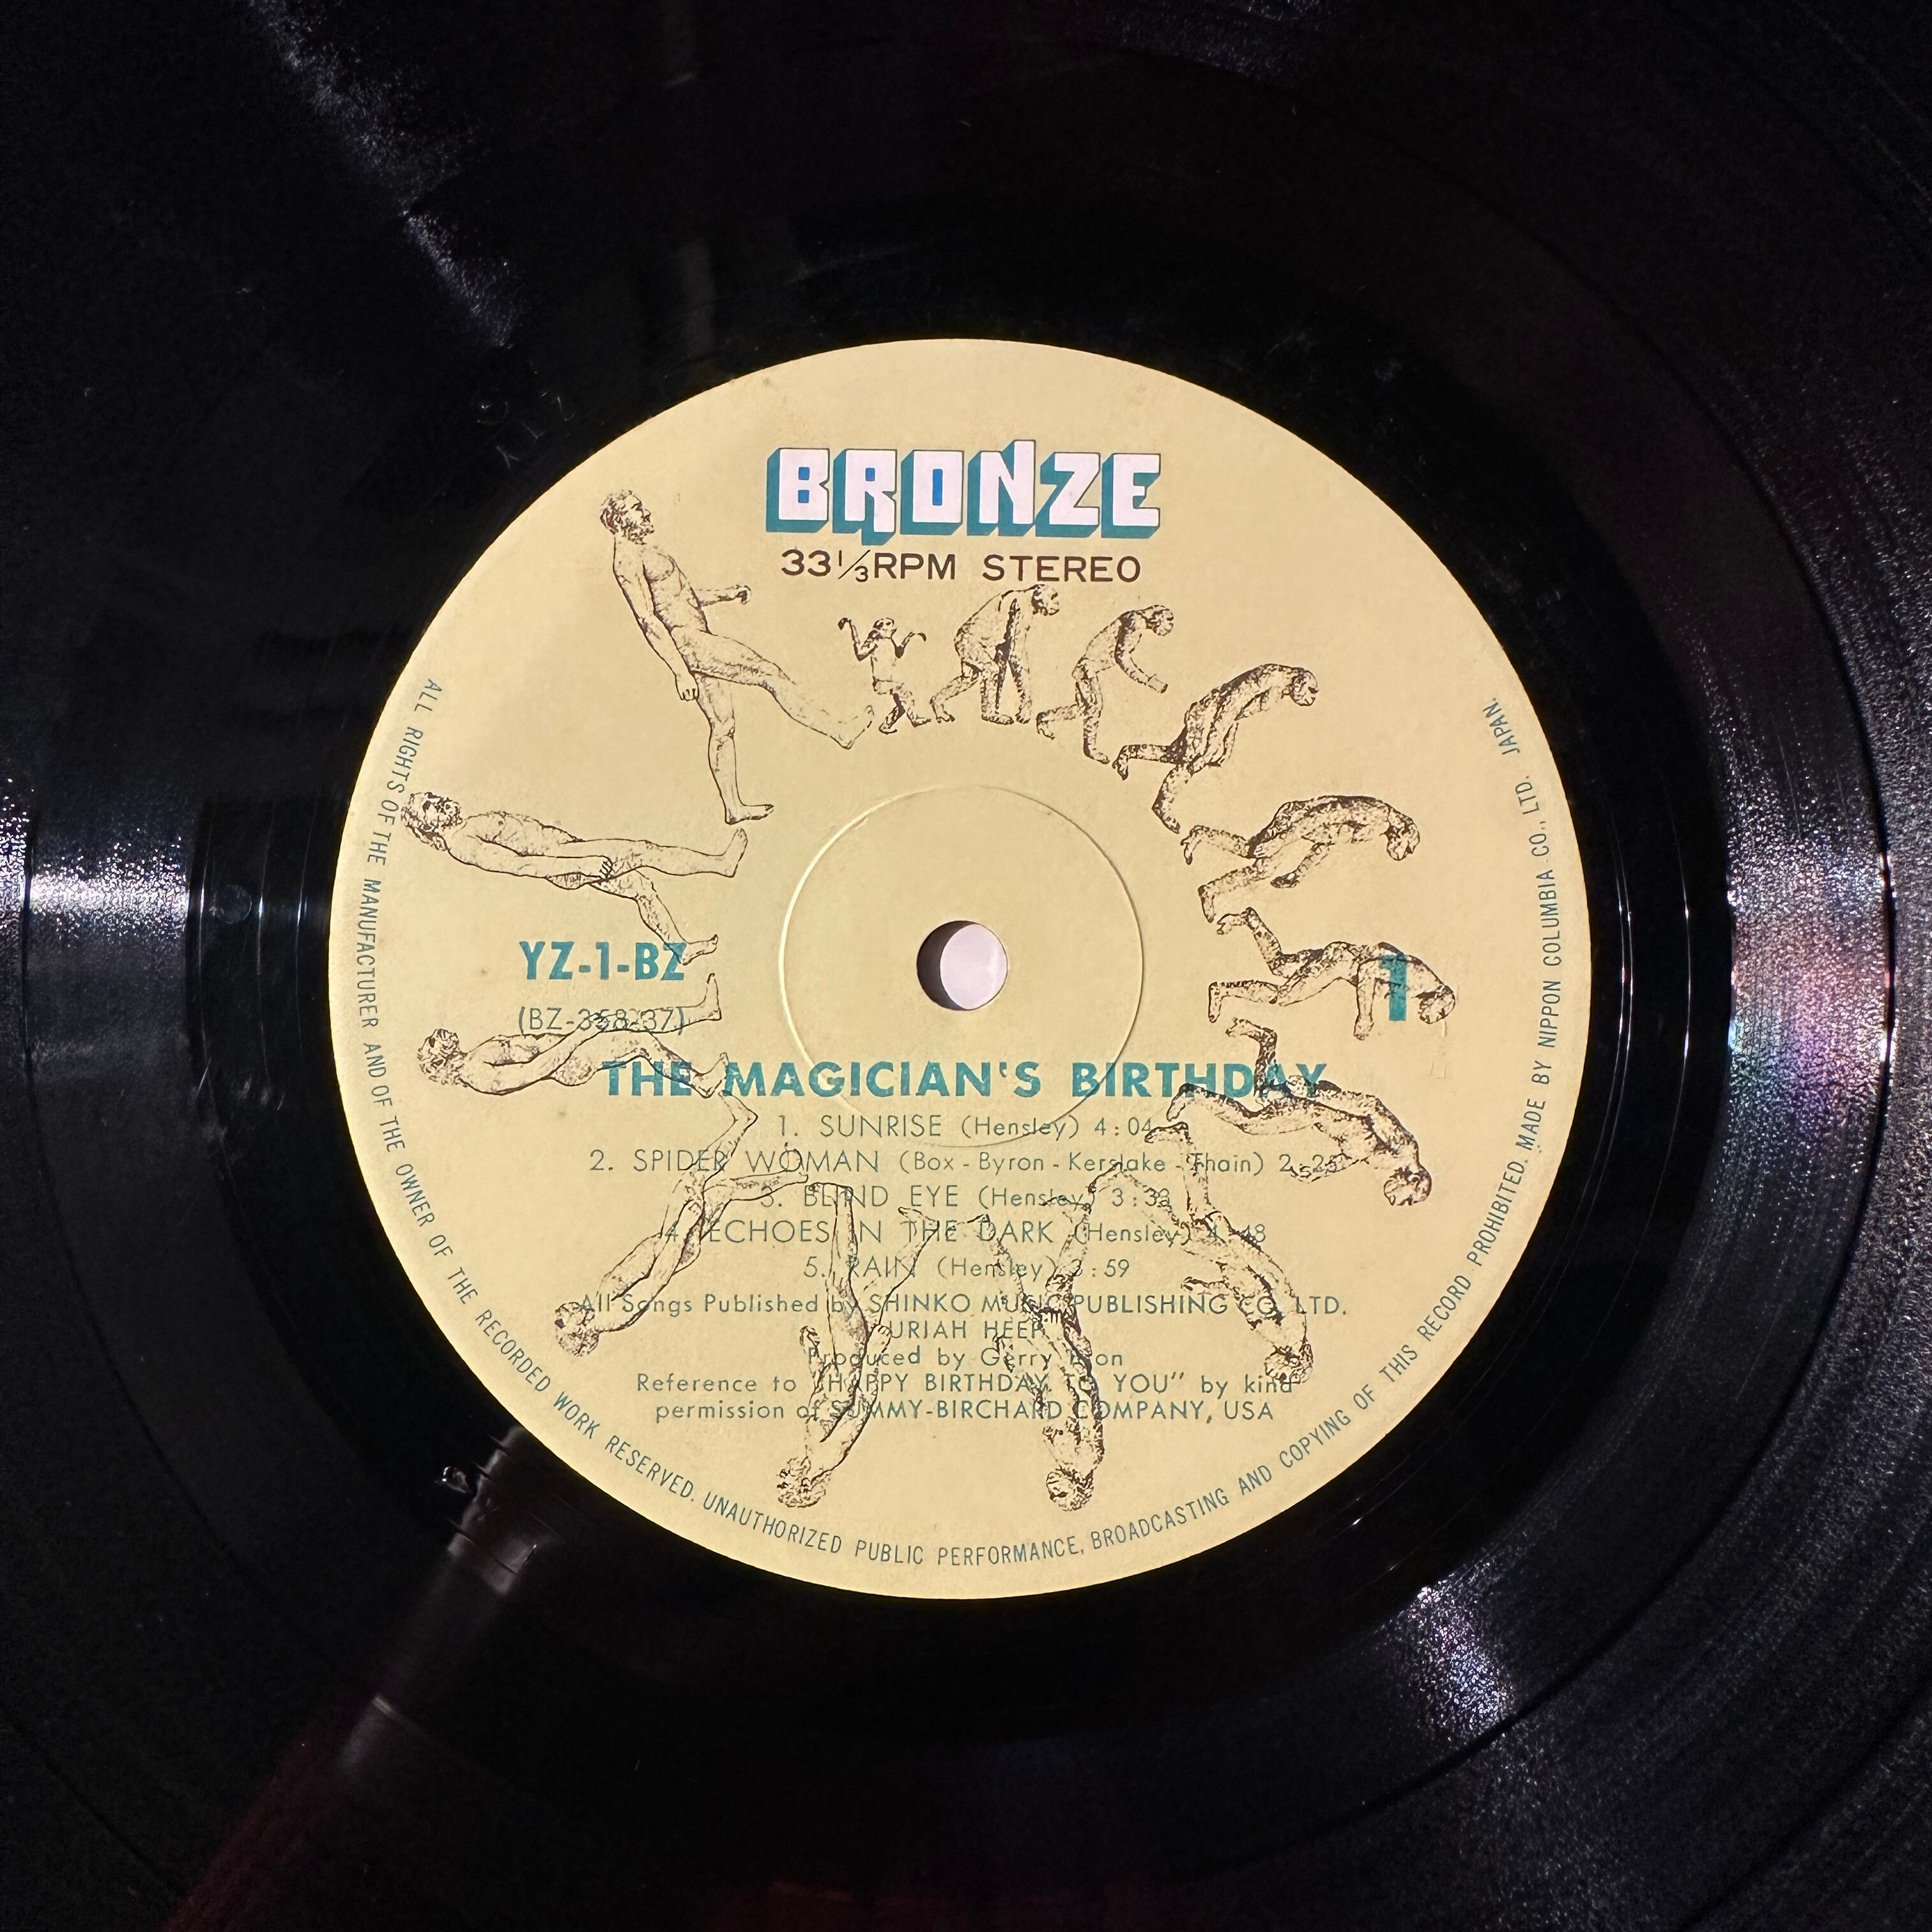 BRONZE
33⅓RPM STEREO
YZ-1-BZ
1
(BZ-358-37)
THE MAGICIAN'S BIRTHDAY
1. SUNRISE (Hensley) 4:04
2. SPIDER WOMAN (Box-Byron-Kerslake-Thain) 2:25
3. BLIND EYE (Hensley) 3:33
4. ECHOES IN THE DARK (Hensley) 4:48
5. RAIN (Hensley) 3:59
All Songs Published by SHINKO MUSIC PUBLISHING CO., LTD.
URIAH HEEP
Produced by Gerry Bron
Reference to "HAPPY BIRTHDAY TO YOU" by kind
permission of SUMMY-BIRCHARD COMPANY, USA
ALL RIGHTS OF THE MANUFACTURER AND OF THE OWNER OF THE RECORDED WORK RESERVED. UNAUTHORIZED PUBLIC PERFORMANCE, BROADCASTING AND COPYING OF THIS RECORD PROHIBITED. MADE BY NIPPON COLUMBIA CO., LTD. JAPAN.